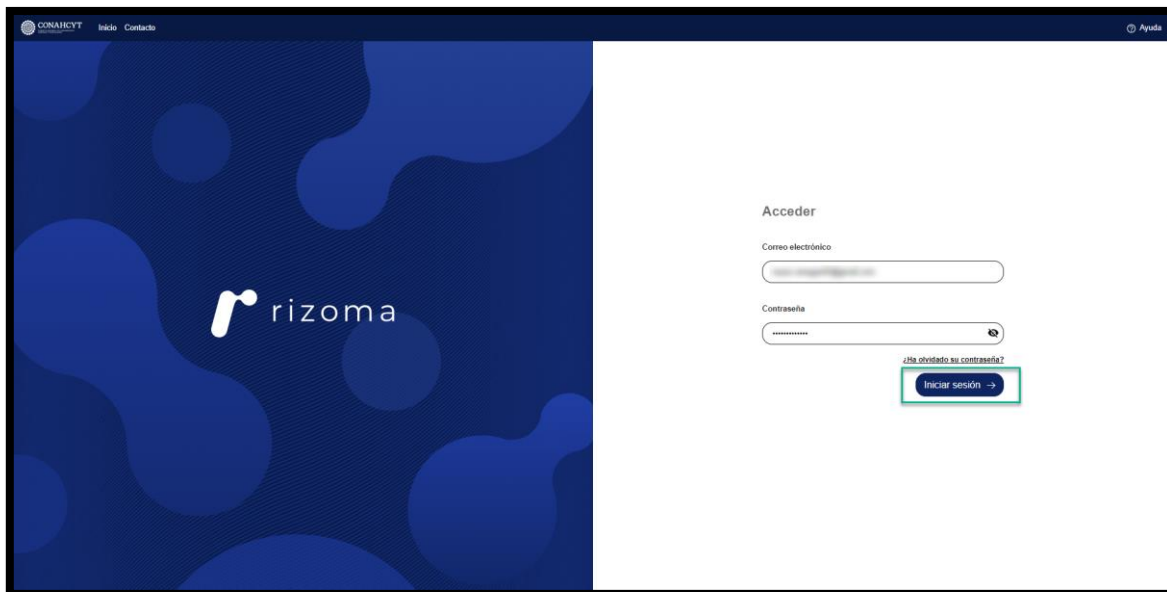 CONAHCYT Inicio Contacto Ayuda
rizoma
Acceder
Correo electrónico
Contraseña
¿Ha olvidado su contraseña?
Iniciar sesión →